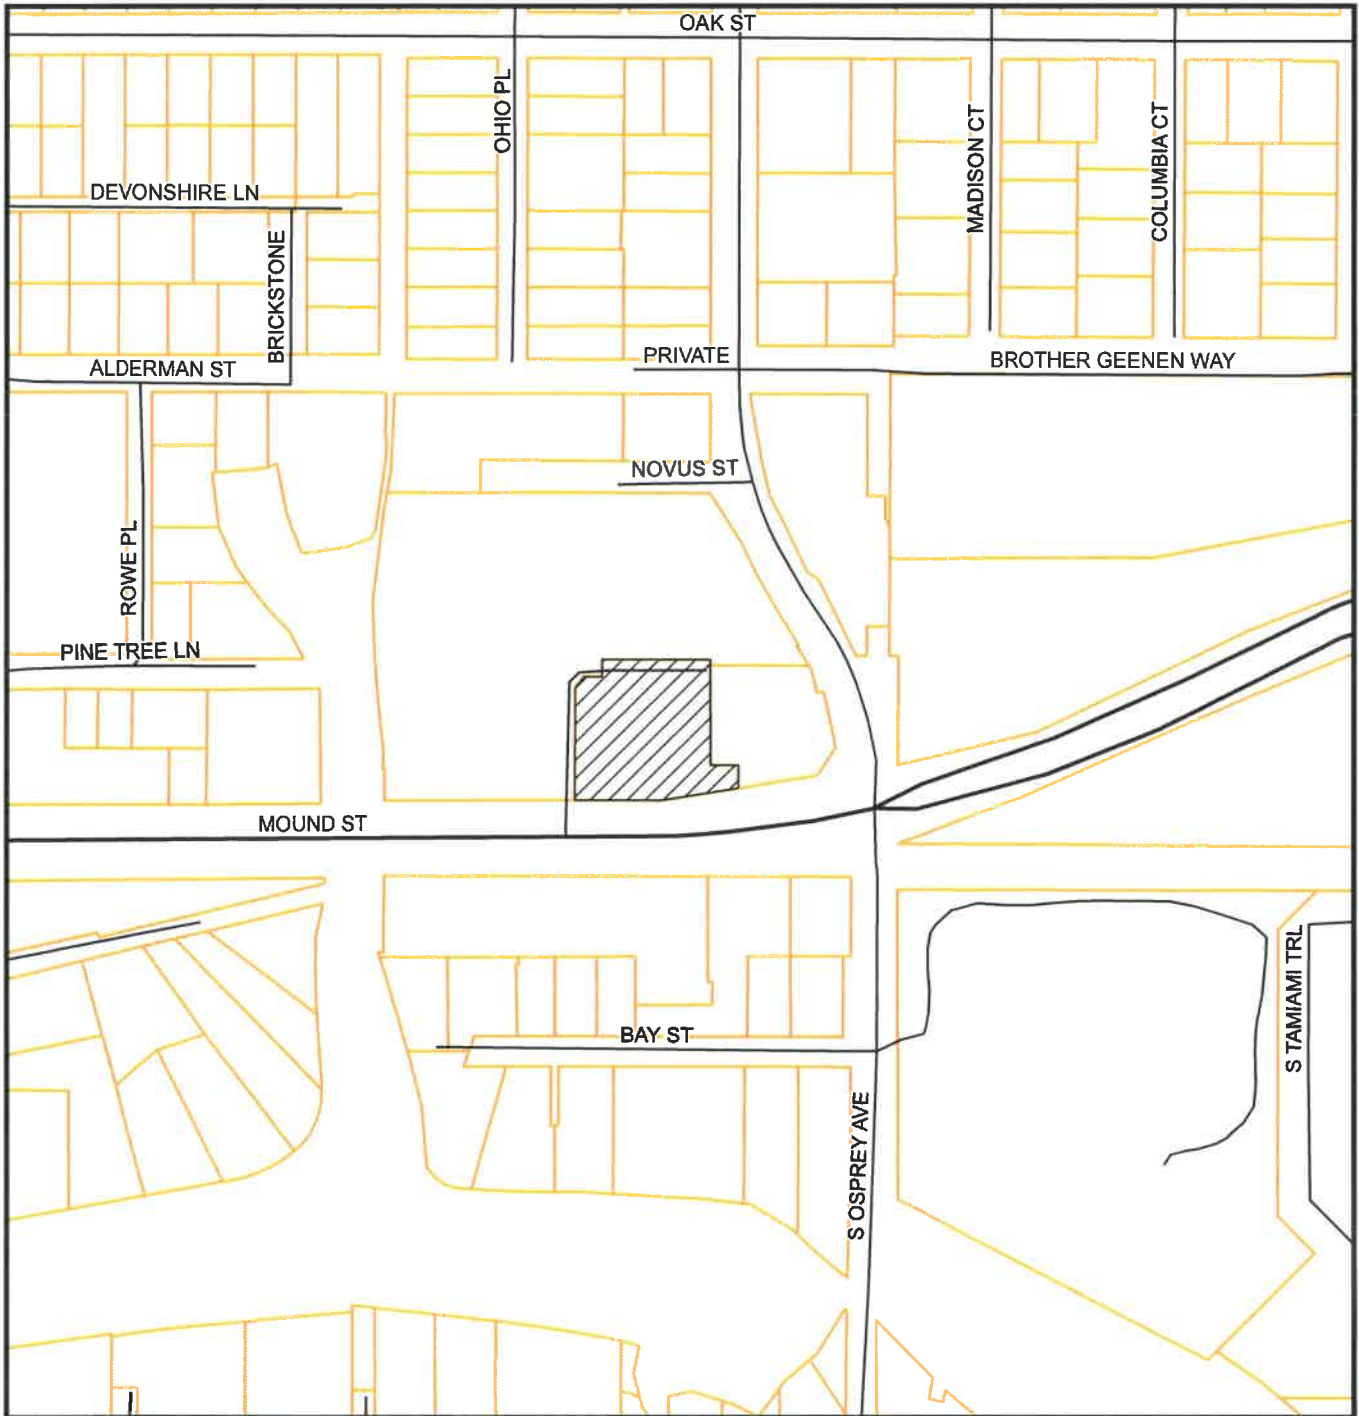 OAK ST
OHIO PL
MADISON CT
COLUMBIA CT
DEVONSHIRE LN
BRICKSTONE
PRIVATE
BROTHER GEENEN WAY
ALDERMAN ST
NOVUS ST
ROWE PL
PINE TREE LN
MOUND ST
S TAMIAMI TRL
BAY ST
S OSPREY AVE